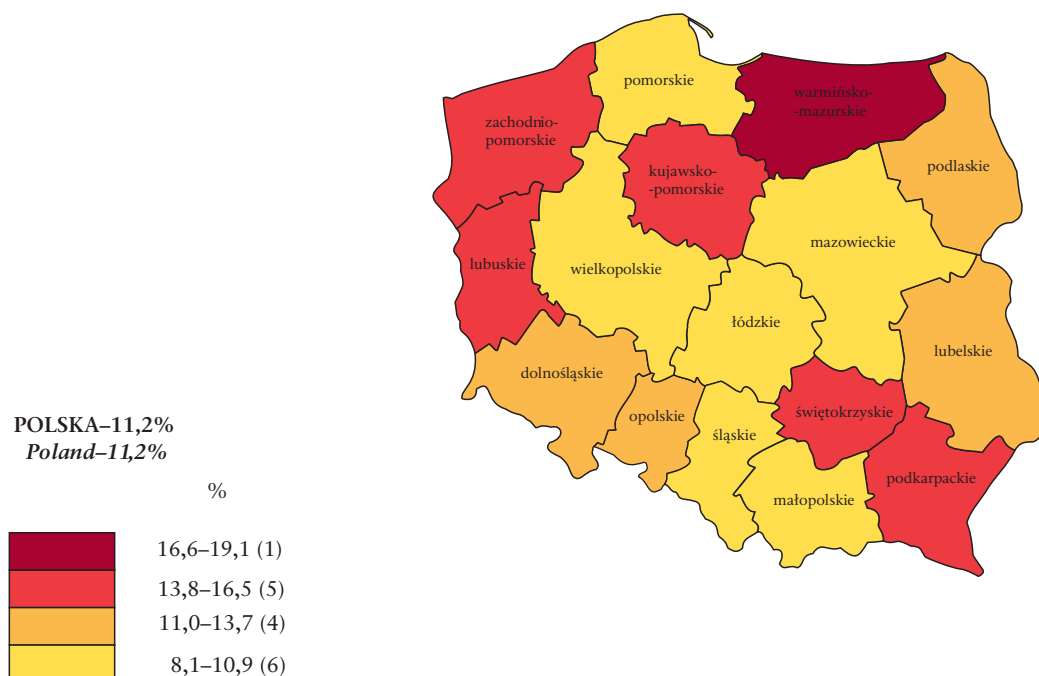 pomorskie
warmińsko-
-mazurskie
zachodnio-
pomorskie
podlaskie
kujawsko-
-pomorskie
mazowieckie
lubuskie
wielkopolskie
łódzkie
lubelskie
dolnośląskie
opolskie
świętokrzyskie
śląskie
podkarpackie
małopolskie
POLSKA–11,2%
Poland–11,2%
%
16,6–19,1 (1)
13,8–16,5 (5)
11,0–13,7 (4)
8,1–10,9 (6)